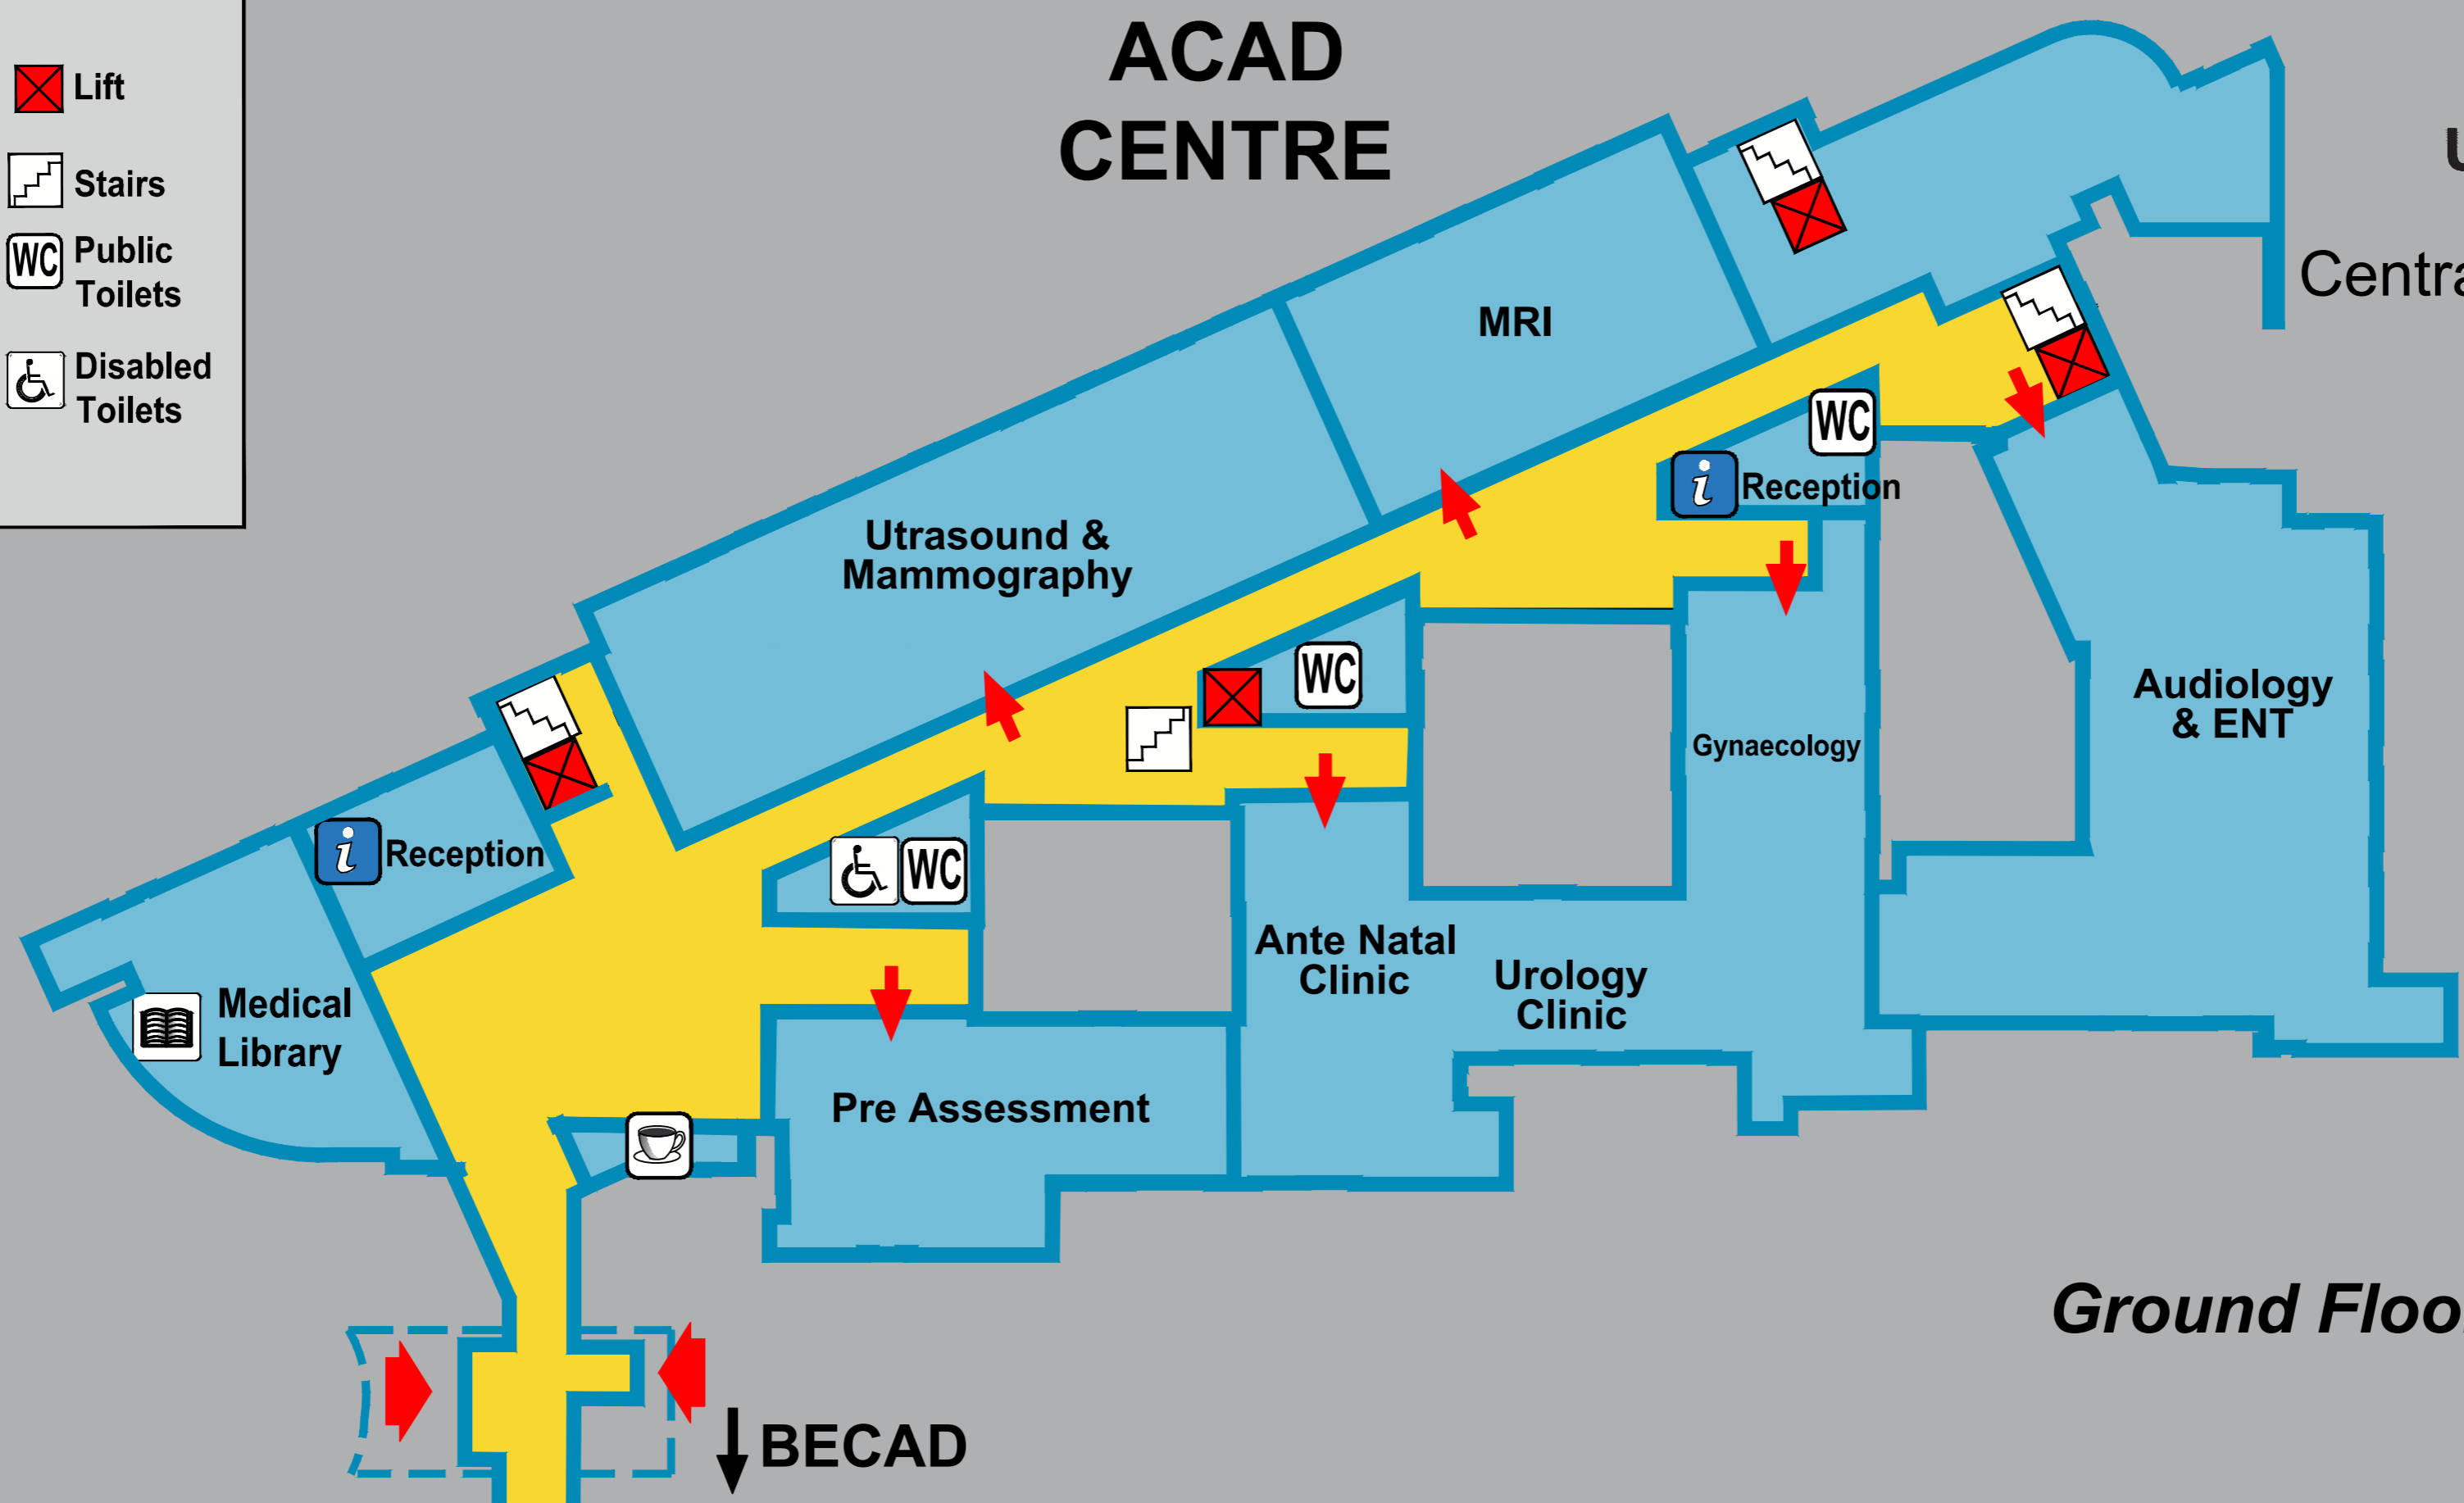 ACAD
CENTRE
Lift
Stairs
WC
Public
Toilets
Disabled
Toilets
MRI
WC
i
Reception
Utrasound &
Mammography
WC
Audiology
& ENT
Gynaecology
i
Reception
WC
Ante Natal
Clinic
Urology
Clinic
Medical
Library
Pre Assessment
Ground Floo
BECAD
Centra